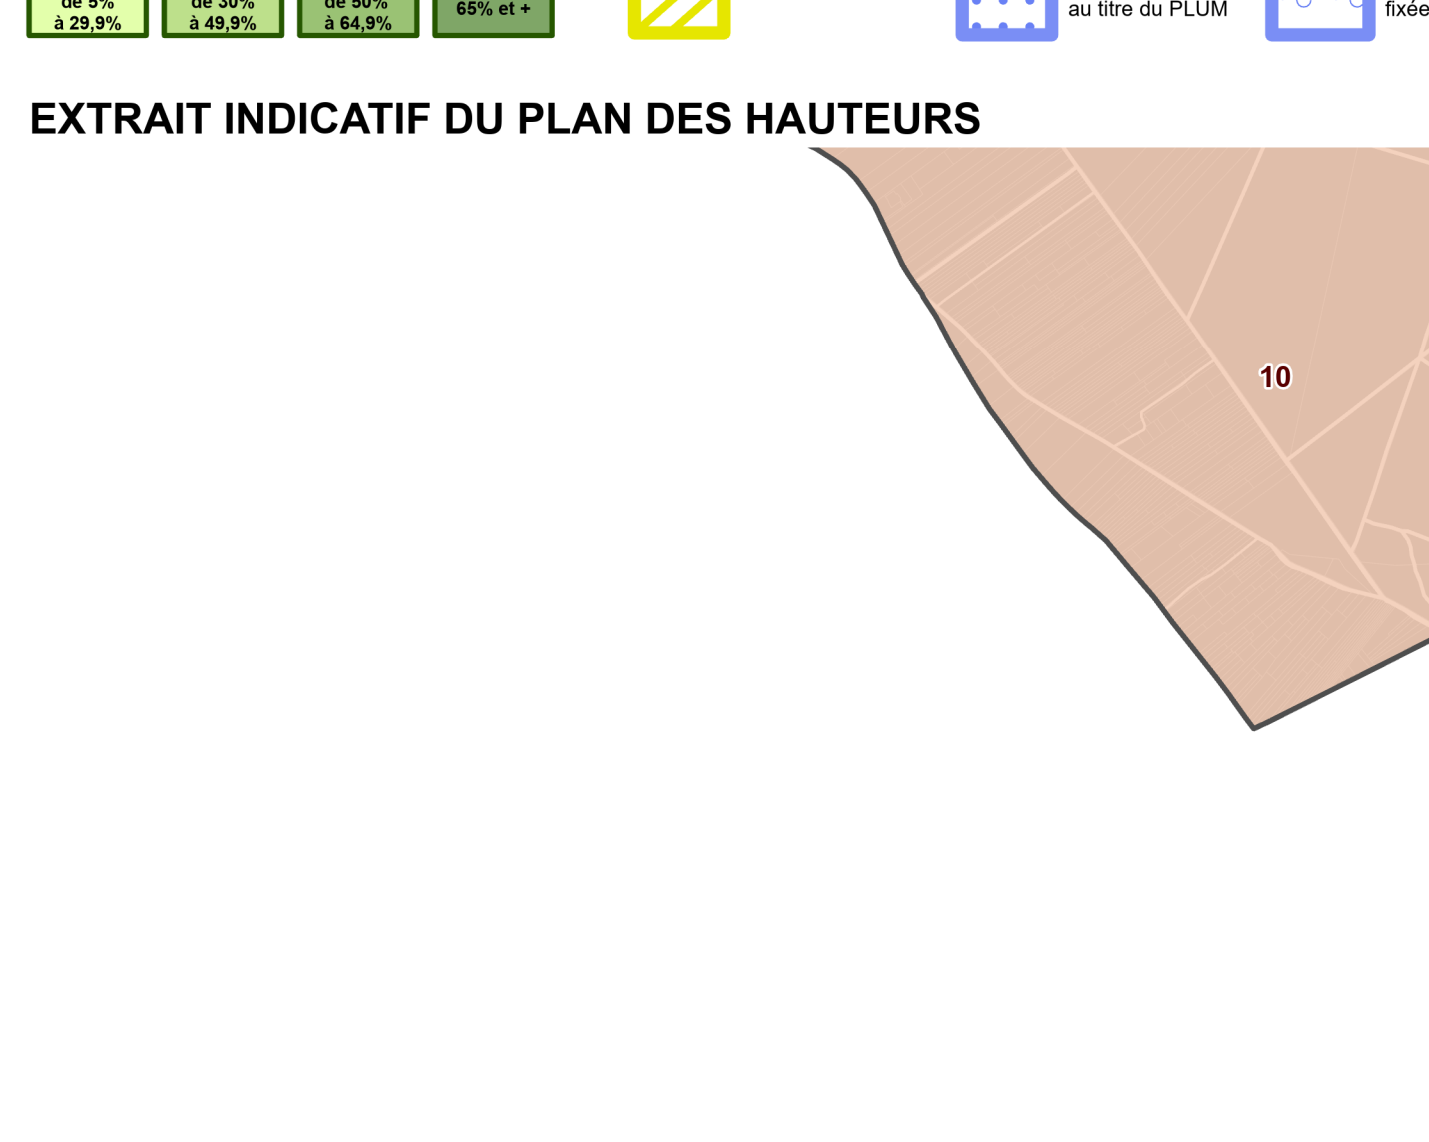 de 5%
à 29,9%
de 30%
à 49,9%
de 50%
à 64,9%
65% et +
au titre du PLUM
fixée
EXTRAIT INDICATIF DU PLAN DES HAUTEURS
10